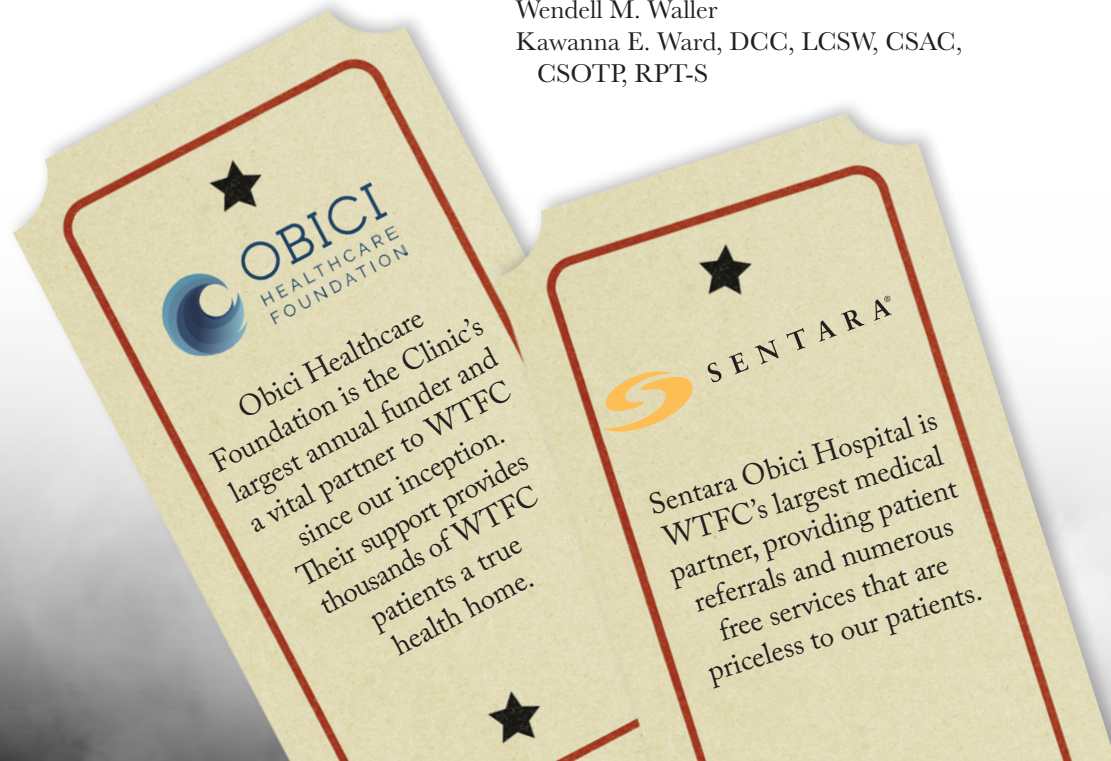 Wendell M. Waller
Kawanna E. Ward, DCC, LCSW, CSAC,
CSOTP, RPT-S
OBICI
HEALTHCARE
FOUNDATION
Obici Healthcare
Foundation is the Clinic's
largest annual funder and
a vital partner to WTFC
since our inception.
Their support provides
thousands of WTFC
patients a true
health home.
SENTARA®
Sentara Obici Hospital is
WTFC's largest medical
partner, providing patient
referrals and numerous
free services that are
priceless to our patients.